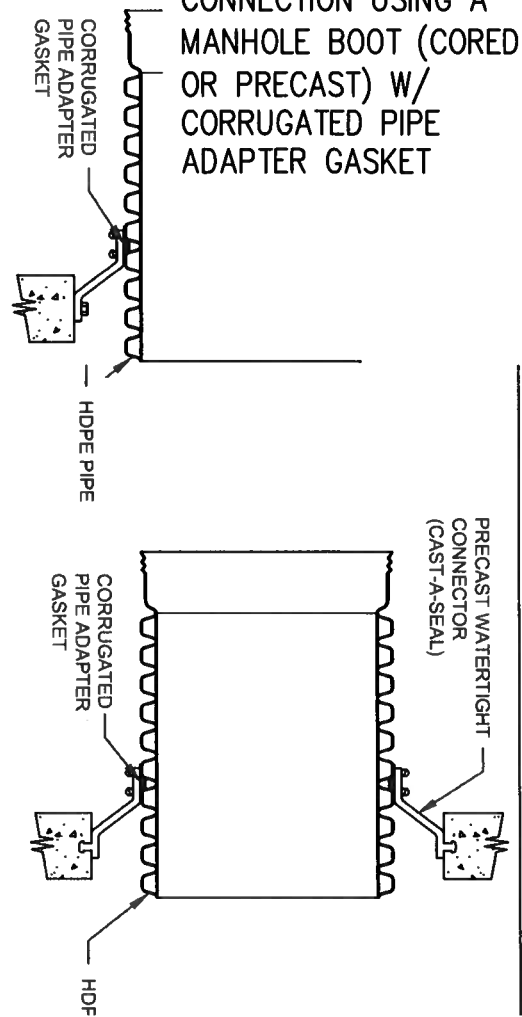 CONNECTION USING A
MANHOLE BOOT (CORED
OR PRECAST) W/
CORRUGATED PIPE
ADAPTER GASKET
CORRUGATED
PIPE ADAPTER
GASKET
HDPE PIPE
PRECAST WATERTIGHT
CONNECTOR
(CAST-A-SEAL)
CORRUGATED
PIPE ADAPTER
GASKET